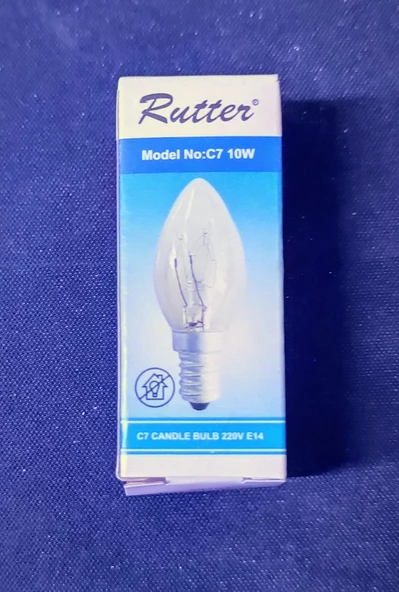 Rutter©
Model No:C7 10W
C7 CANDLE BULB 220V E14